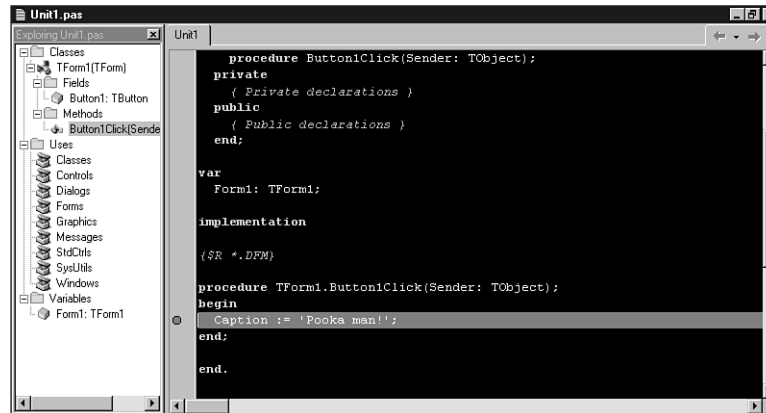 Unit1.pas
Exploring Unit1.pas
Classes
TForm1(TForm)
Fields
Button1: TButton
Methods
Button1Click(Sende
Uses
Classes
Controls
Dialogs
Forms
Graphics
Messages
StdCtrls
SysUtils
Windows
Variables
Form1: TForm1
Unit1
procedure Button1Click(Sender: TObject);
private
{ Private declarations }
public
{ Public declarations }
end;
var
Form1: TForm1;
implementation
{$R *.DFM}
procedure TForm1.Button1Click(Sender: TObject);
begin
Caption := 'Pooka man!';
end;
end.